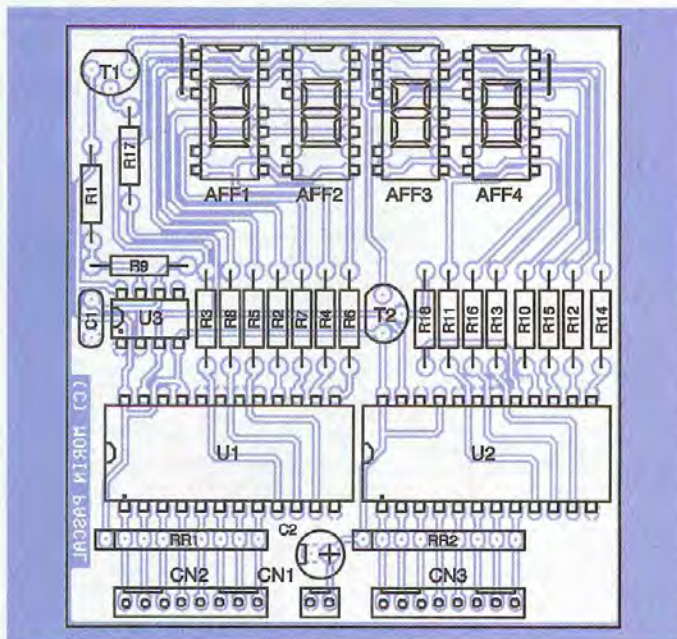 T1
AFF1 AFF2 AFF3 AFF4
R1
R17
R9
C1
U3
R3 R8 R5 R2 R7 R4 R6
T2
R18 R11 R16 R13 R10 R15 R12 R14
U1 U2
(C) MORIN PASCAL
C2
RR1 RR2
CN2 CN1 CN3